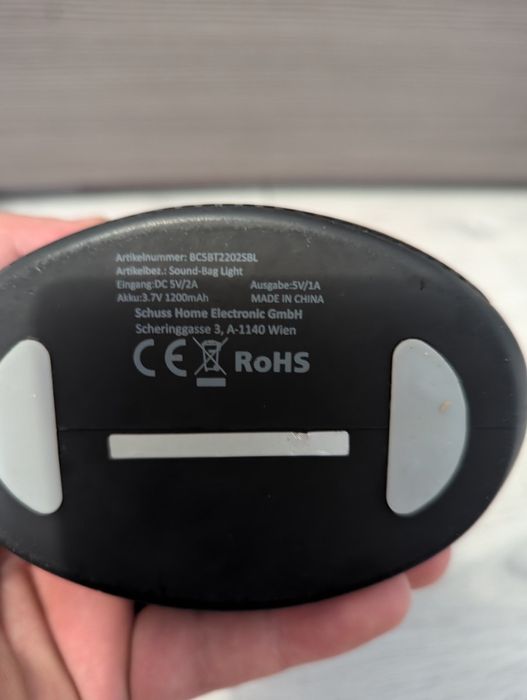 Artikelnummer: BCSBT2202SBL
Artikelbez.: Sound-Bag Light
Eingang:DC 5V/2A Ausgabe:5V/1A
Akku:3.7V 1200mAh MADE IN CHINA
Schuss Home Electronic GmbH
Scheringgasse 3, A-1140 Wien
CE RoHS